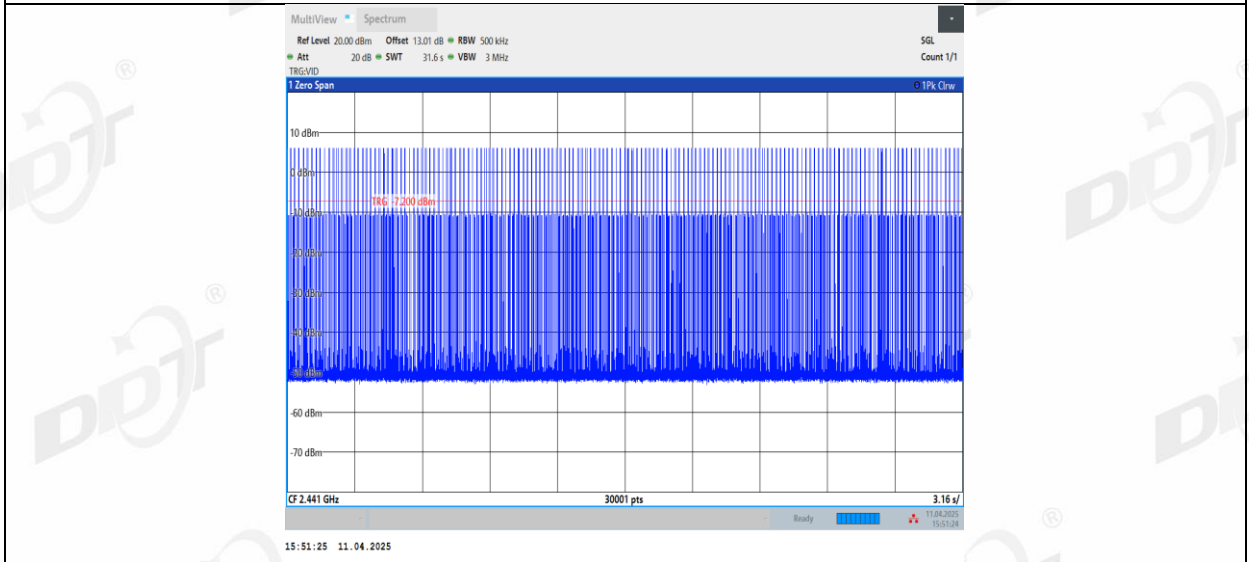 MultiView Spectrum
Ref Level 20.00 dBm Offset 13.01 dB RBW 500 kHz SGL
Att 20 dB SWT 31.6 s VBW 3 MHz Count 1/1
TRG:VID
1 Zero Span 1Pk Clrw
10 dBm
0 dBm
TRG -7.200 dBm
-10 dBm
-20 dBm
-30 dBm
-40 dBm
-50 dBm
-60 dBm
-70 dBm
CF 2.441 GHz 30001 pts 3.16 s/
Ready 11.04.2025
15:51:24
15:51:25 11.04.2025
DDT
®
DDT
®
DDT
DDT
®